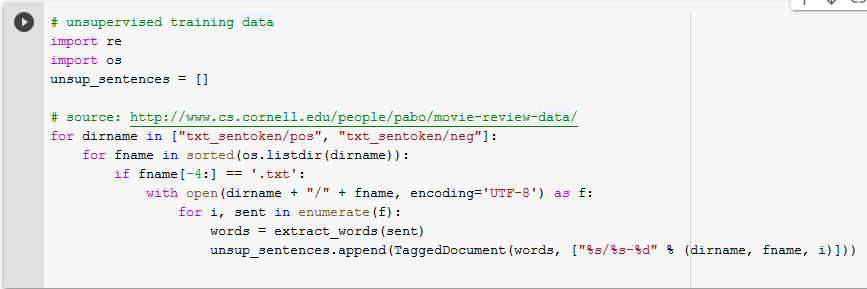 # unsupervised training data
import re
import os
unsup_sentences = []

# source: http://www.cs.cornell.edu/people/pabo/movie-review-data/
for dirname in ["txt_sentoken/pos", "txt_sentoken/neg"]:
    for fname in sorted(os.listdir(dirname)):
        if fname[-4:] == '.txt':
            with open(dirname + "/" + fname, encoding='UTF-8') as f:
                for i, sent in enumerate(f):
                    words = extract_words(sent)
                    unsup_sentences.append(TaggedDocument(words, ["%s/%s-%d" % (dirname, fname, i)]))